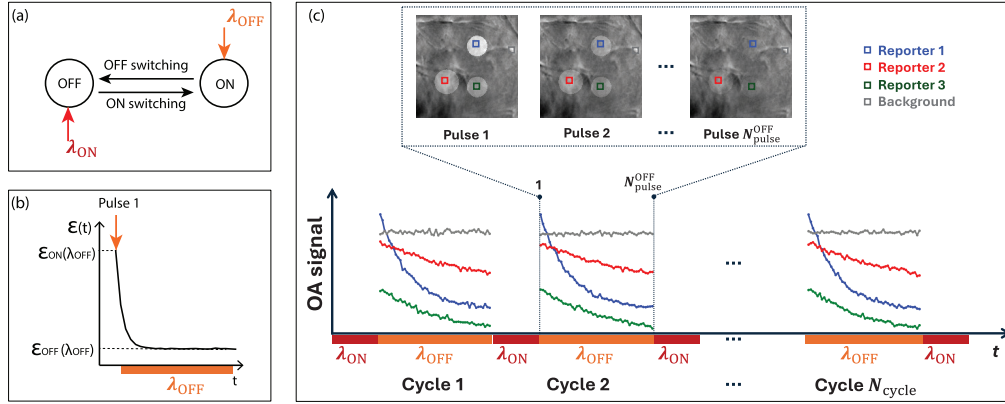 (a)
λOFF
OFF switching
OFF
ON
ON switching
λON
(b)
Pulse 1
ε(t)
εON(λOFF)
εOFF(λOFF)
t
λOFF
(c)
Reporter 1
Reporter 2
Reporter 3
Background
...
Pulse 1
Pulse 2
...
Pulse N_pulse^OFF
1
N_pulse^OFF
OA signal
...
λON
λOFF
λON
λOFF
λON
λOFF
λON
t
Cycle 1
Cycle 2
...
Cycle N_cycle